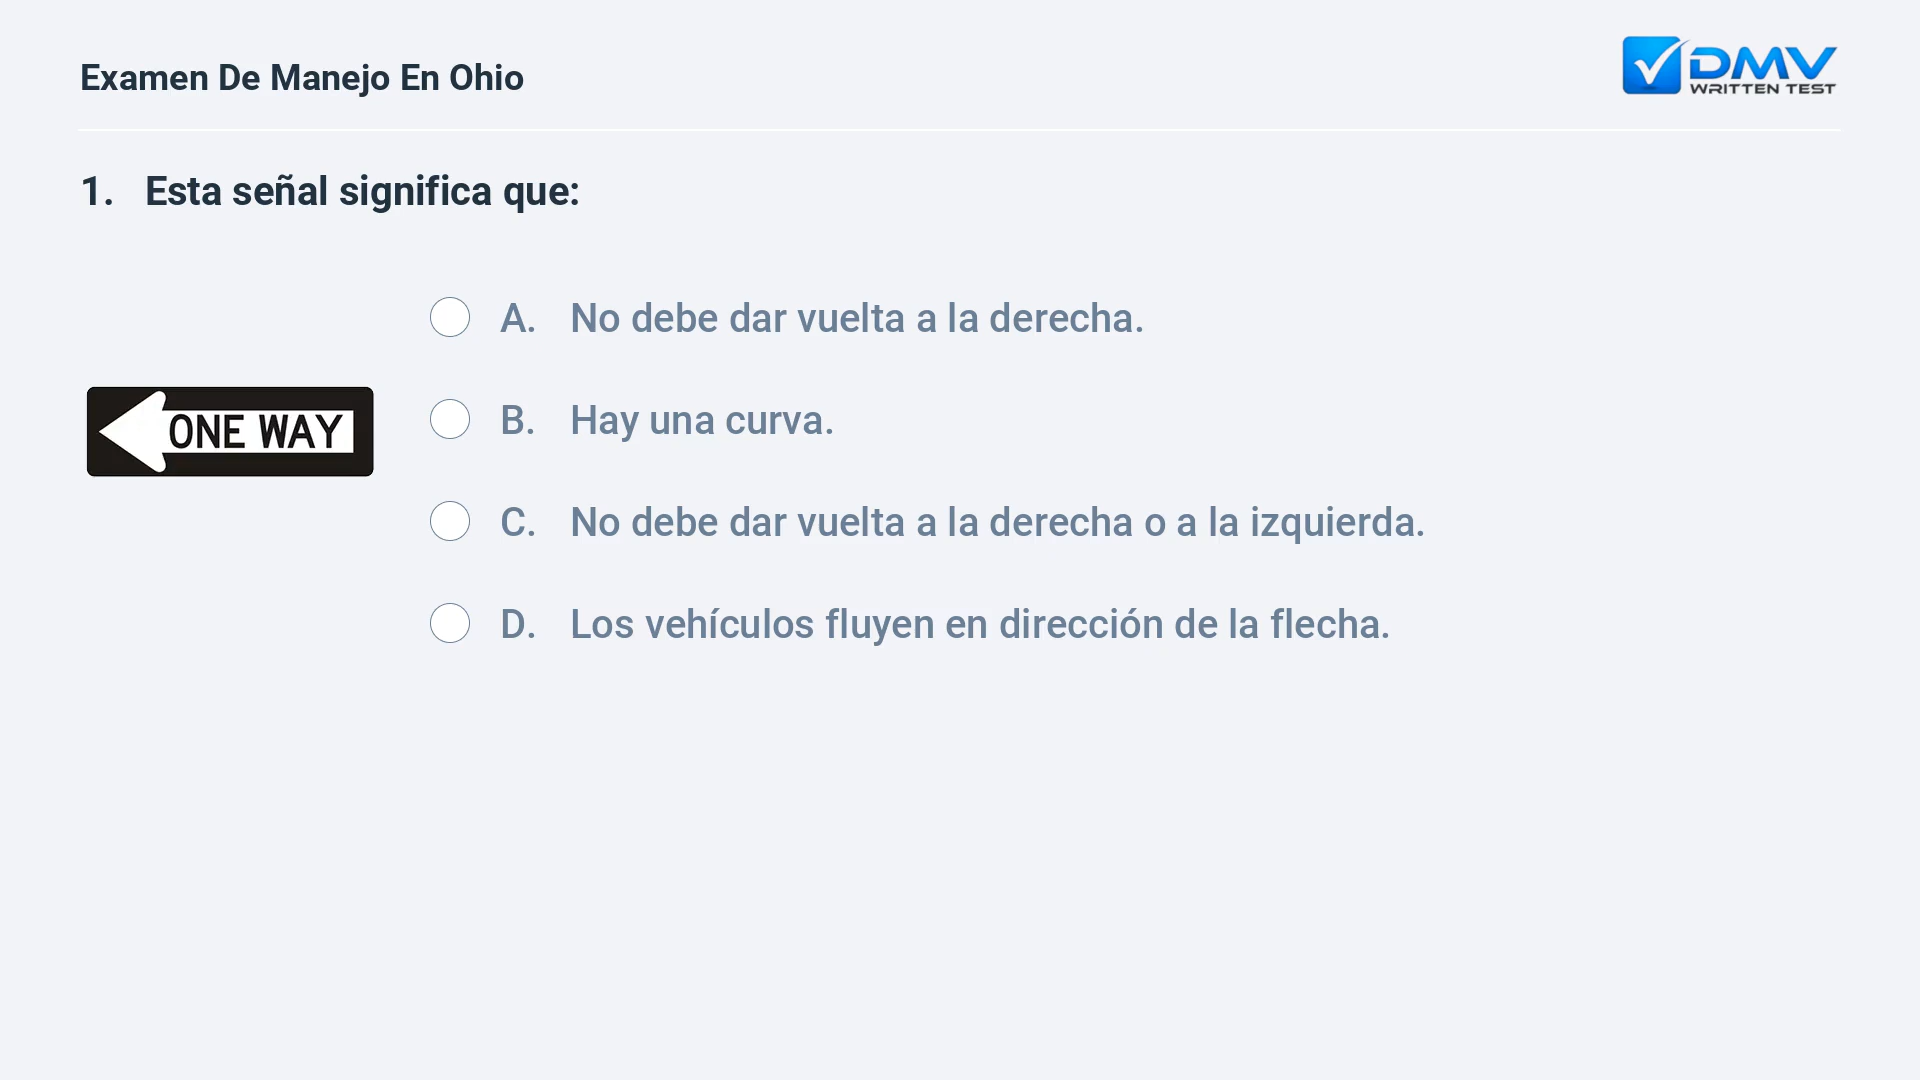 Examen De Manejo En Ohio
DMV
WRITTEN TEST
1. Esta señal significa que:
A. No debe dar vuelta a la derecha.
ONE WAY
B. Hay una curva.
C. No debe dar vuelta a la derecha o a la izquierda.
D. Los vehículos fluyen en dirección de la flecha.